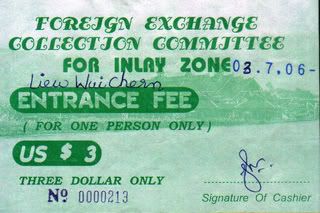 FOREIGN EXCHANGE
COLLECTION COMMITTEE
FOR INLAY ZONE 03.7.06-
Liew Wai Chern
ENTRANCE FEE
( FOR ONE PERSON ONLY )
US $ 3
THREE DOLLAR ONLY
Nº 0000213
Signature Of Cashier